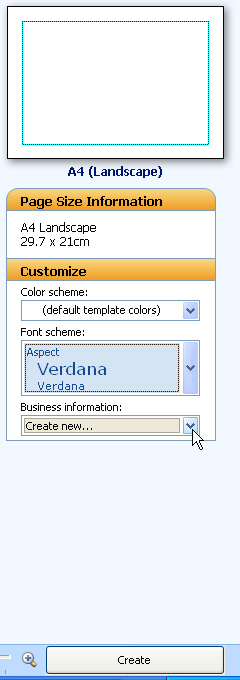 A4 (Landscape)
Page Size Information
A4 Landscape
29.7 x 21cm
Customize
Color scheme:
(default template colors)
Font scheme:
Aspect
Verdana
Verdana
Business information:
Create new...
Create